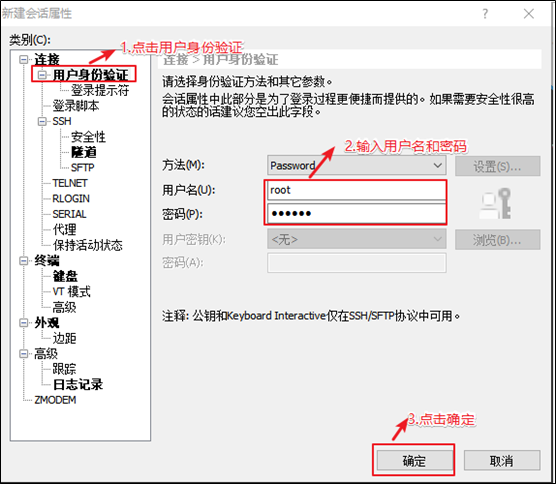 新建会话属性
?
类别(C):
1.点击用户身份验证
连接
用户身份验证
登录提示符
登录脚本
SSH
安全性
隧道
SFTP
TELNET
RLOGIN
SERIAL
代理
保持活动状态
终端
键盘
VT 模式
高级
外观
边距
高级
跟踪
日志记录
ZMODEM
连接 > 用户身份验证
请选择身份验证方法和其它参数。
会话属性中此部分是为了登录过程更便捷而提供的。如果需要安全性很高
的状态的话建议您空出此字段。
2.输入用户名和密码
方法(M):
Password
设置(S)...
用户名(U):
root
密码(P):
●●●●●●
用户密钥(K):
<无>
浏览(B)...
密码(A):
注释: 公钥和Keyboard Interactive仅在SSH/SFTP协议中可用。
3.点击确定
确定
取消